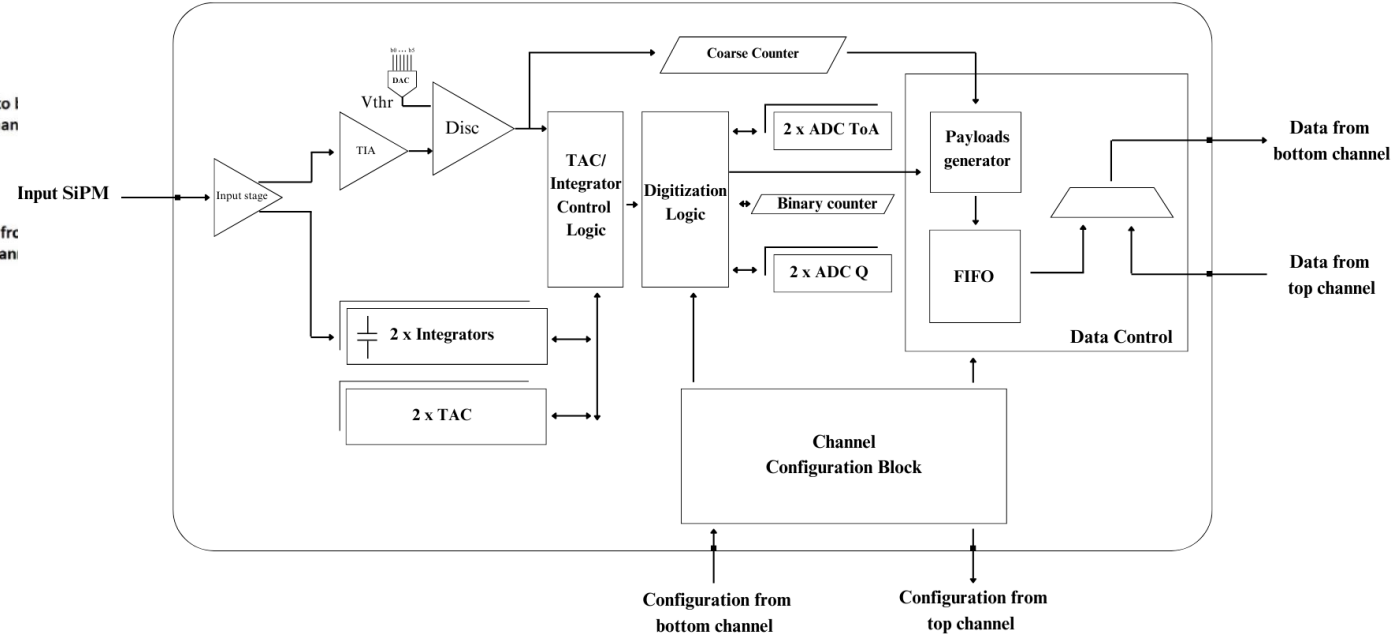 b0 ... b5
DAC
Vthr
Disc
TIA
Input stage
Input SiPM
Coarse Counter
TAC/
Integrator
Control
Logic
Digitization
Logic
2 x ADC ToA
Binary counter
2 x ADC Q
Payloads
generator
FIFO
Data Control
Data from
bottom channel
Data from
top channel
2 x Integrators
2 x TAC
Channel
Configuration Block
Configuration from
bottom channel
Configuration from
top channel